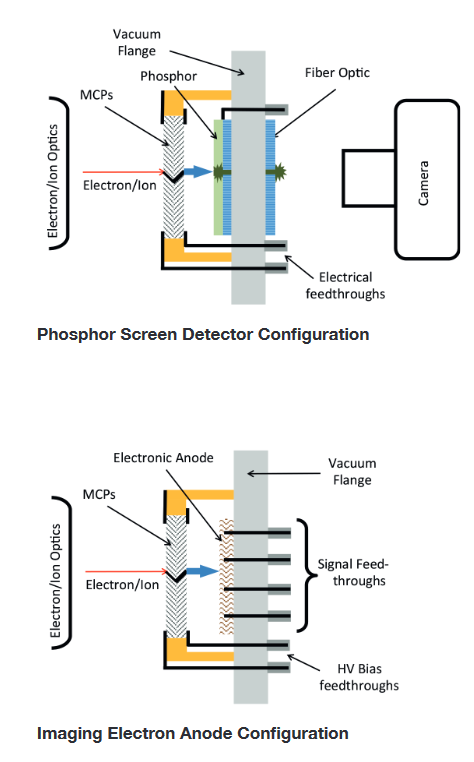 Vacuum
Flange
Phosphor
Fiber Optic
MCPs
Electron/Ion Optics
Electron/Ion
Camera
Electrical
feedthroughs
Phosphor Screen Detector Configuration
Electronic Anode
Vacuum
Flange
MCPs
Electron/Ion Optics
Signal Feed-
throughs
Electron/Ion
HV Bias
feedthroughs
Imaging Electron Anode Configuration